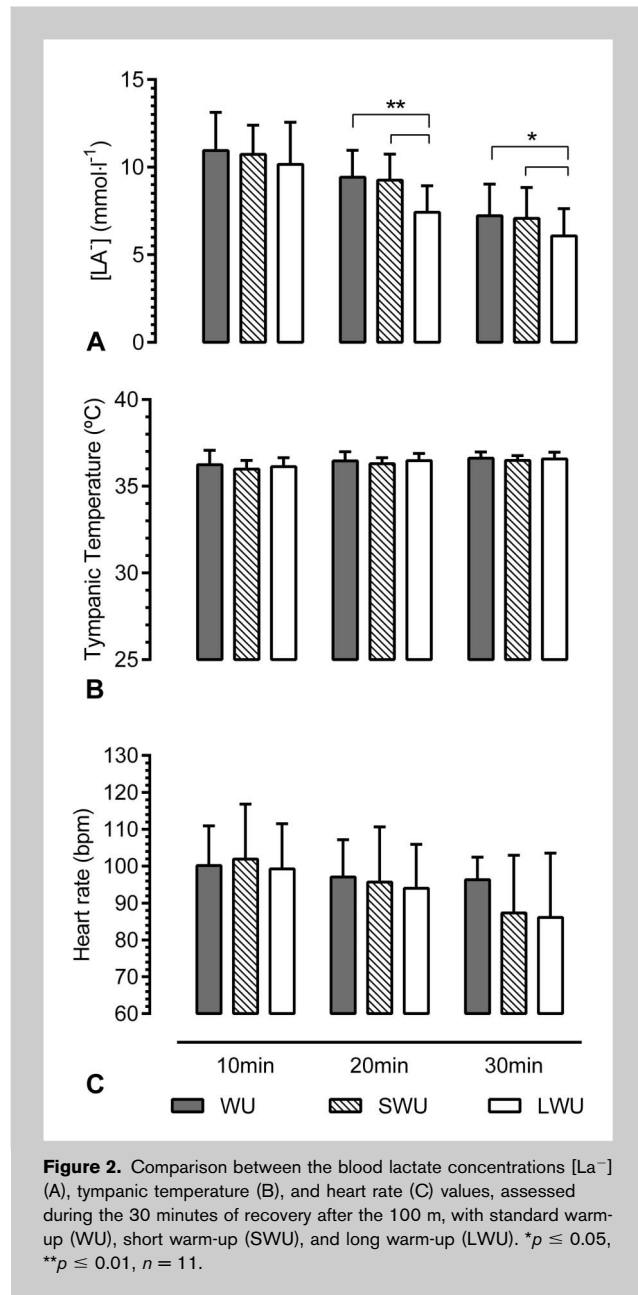 15
**
*
10
5
0
[LA⁻] (mmol·l⁻¹)
A
40
35
30
25
Tympanic Temperature (ºC)
B
130
120
110
100
90
80
70
60
Heart rate (bpm)
10min 20min 30min
C
WU SWU LWU
Figure 2. Comparison between the blood lactate concentrations [La⁻]
(A), tympanic temperature (B), and heart rate (C) values, assessed
during the 30 minutes of recovery after the 100 m, with standard warm-
up (WU), short warm-up (SWU), and long warm-up (LWU). *p ≤ 0.05,
**p ≤ 0.01, n = 11.